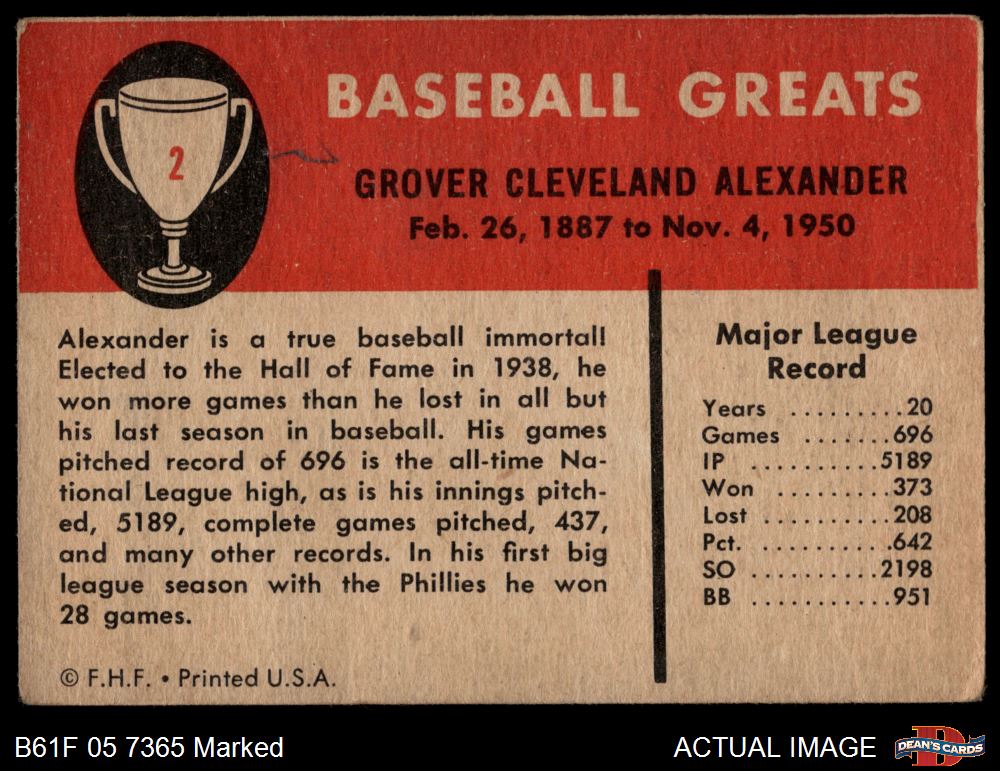 2
BASEBALL GREATS
GROVER CLEVELAND ALEXANDER
Feb. 26, 1887 to Nov. 4, 1950
Alexander is a true baseball immortal!
Elected to the Hall of Fame in 1938, he
won more games than he lost in all but
his last season in baseball. His games
pitched record of 696 is the all-time Na-
tional League high, as is his innings pitch-
ed, 5189, complete games pitched, 437,
and many other records. In his first big
league season with the Phillies he won
28 games.
© F.H.F. • Printed U.S.A.
Major League
Record
Years .........20
Games .......696
IP ..........5189
Won .........373
Lost ..........208
Pct. ..........642
SO ..........2198
BB ...........951
B61F 05 7365 Marked
ACTUAL IMAGE
D
DEAN'S CARDS